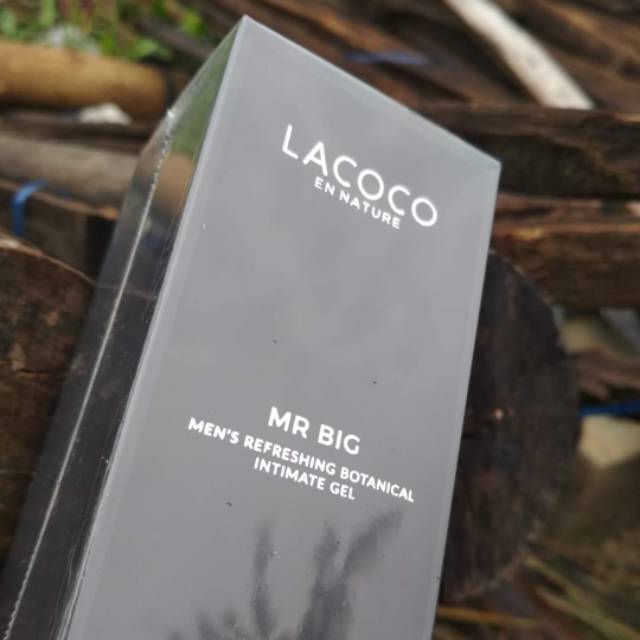 LACOCO
EN NATURE
MR BIG
MEN'S REFRESHING BOTANICAL
INTIMATE GEL